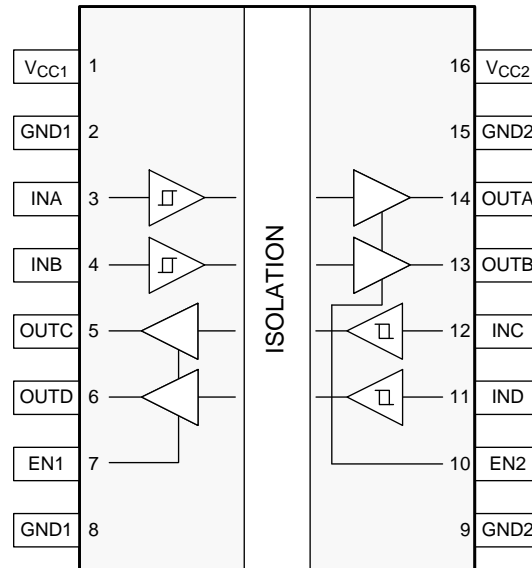 VCC1 1 16 VCC2
GND1 2 15 GND2
INA 3 14 OUTA
INB 4 13 OUTB
ISOLATION
OUTC 5 12 INC
OUTD 6 11 IND
EN1 7 10 EN2
GND1 8 9 GND2